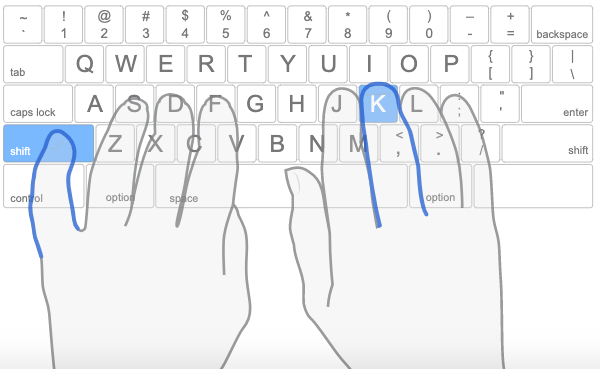 ~ ! @ # $ % ^ & * ( ) – +
` 1 2 3 4 5 6 7 8 9 0 - = backspace
tab Q W E R T Y U I O P { [ } ] | \
caps lock A S D F G H J K L : ; " ' enter
shift Z X C V B N M < , > . ? / shift
control option space option